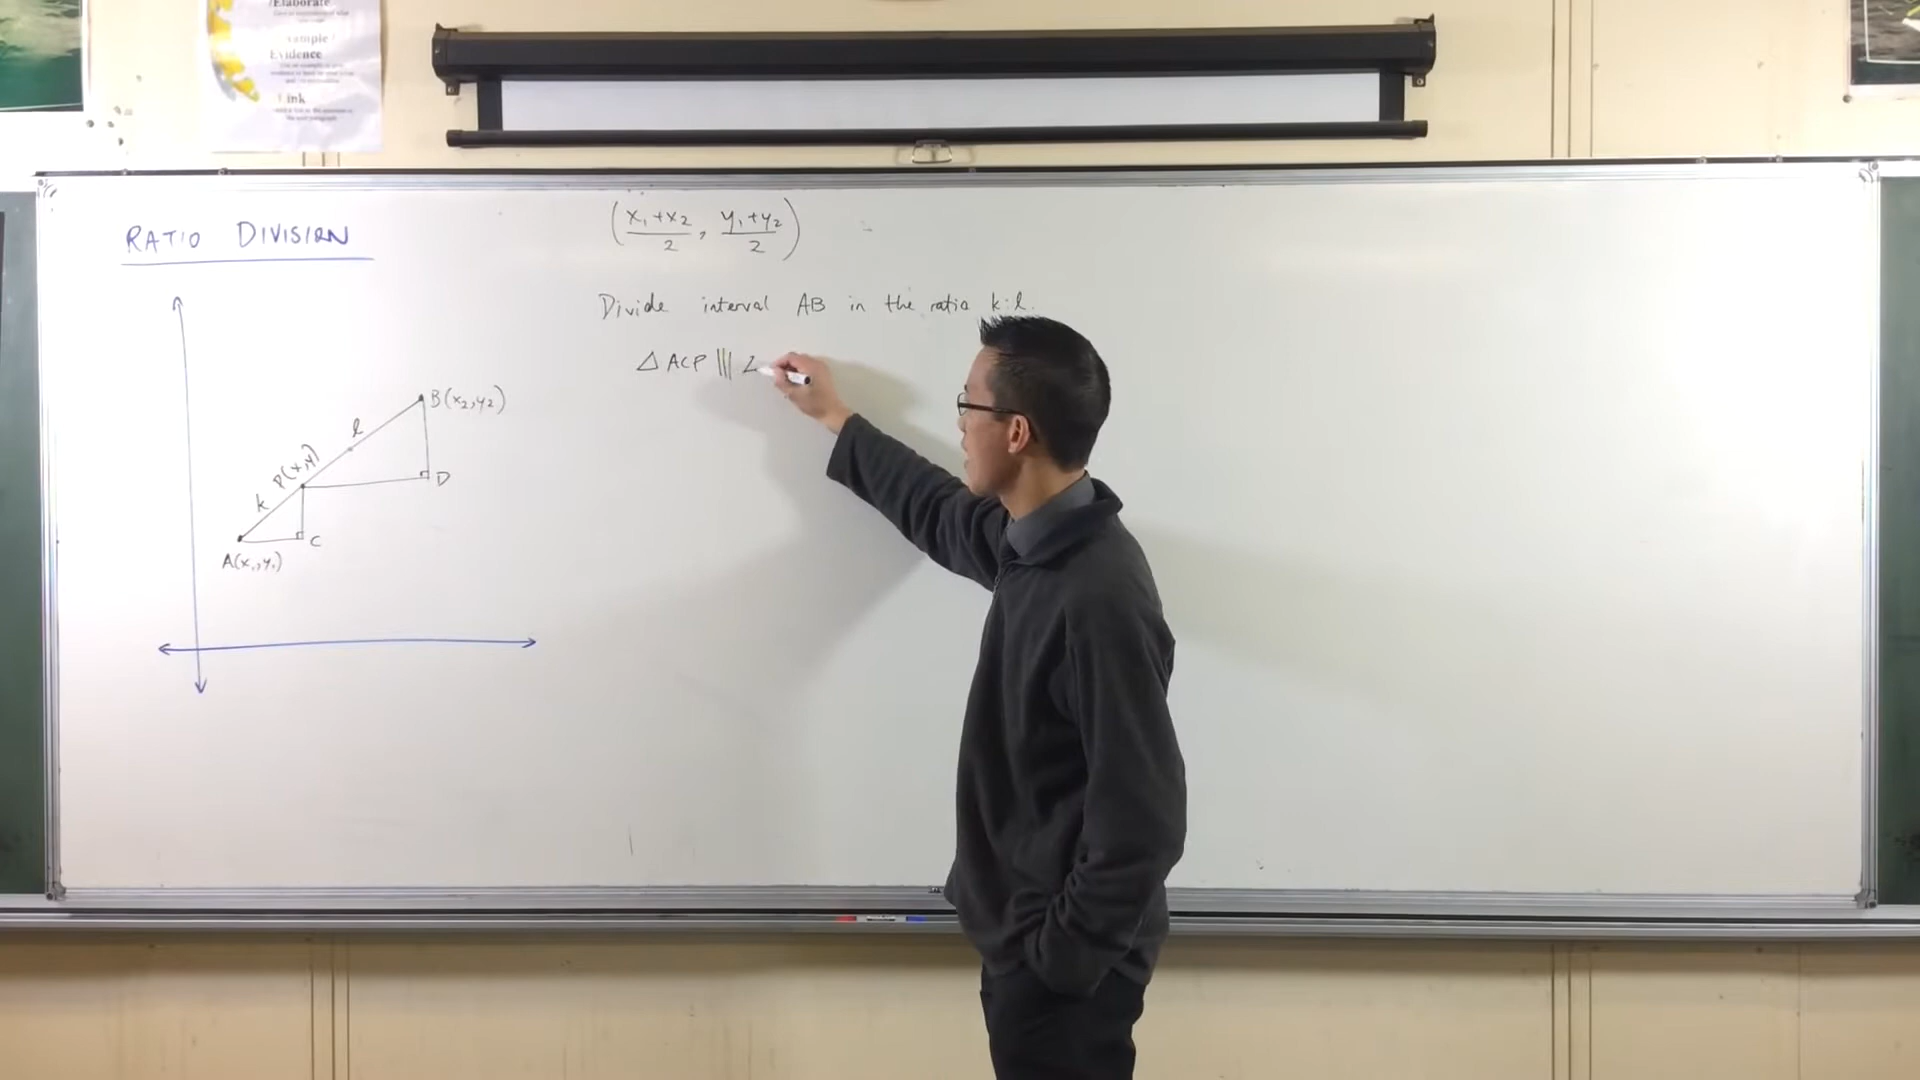 /Elaborate
Example /
Evidence
Link
RATIO DIVISION
(x₁+x₂/2, y₁+y₂/2)
Divide interval AB in the ratio k:l.
△ACP |||
B(x₂,y₂)
l
P(x,y)
k
D
C
A(x₁,y₁)